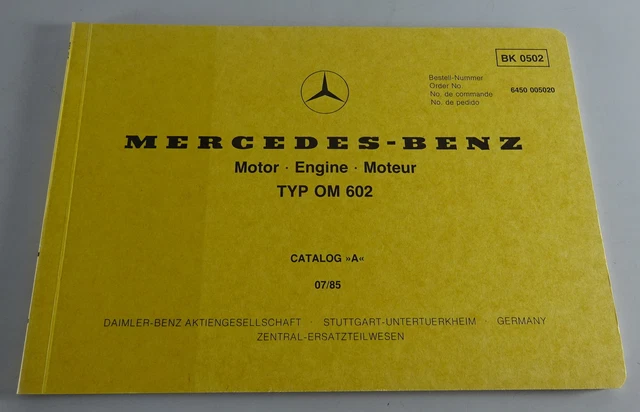 BK 0502
Bestell-Nummer
Order No.
No. de commande
No. de pedido
6450 005020
MERCEDES-BENZ
Motor · Engine · Moteur
TYP OM 602
CATALOG »A«
07/85
DAIMLER-BENZ AKTIENGESELLSCHAFT · STUTTGART-UNTERTUERKHEIM · GERMANY
ZENTRAL-ERSATZTEILWESEN